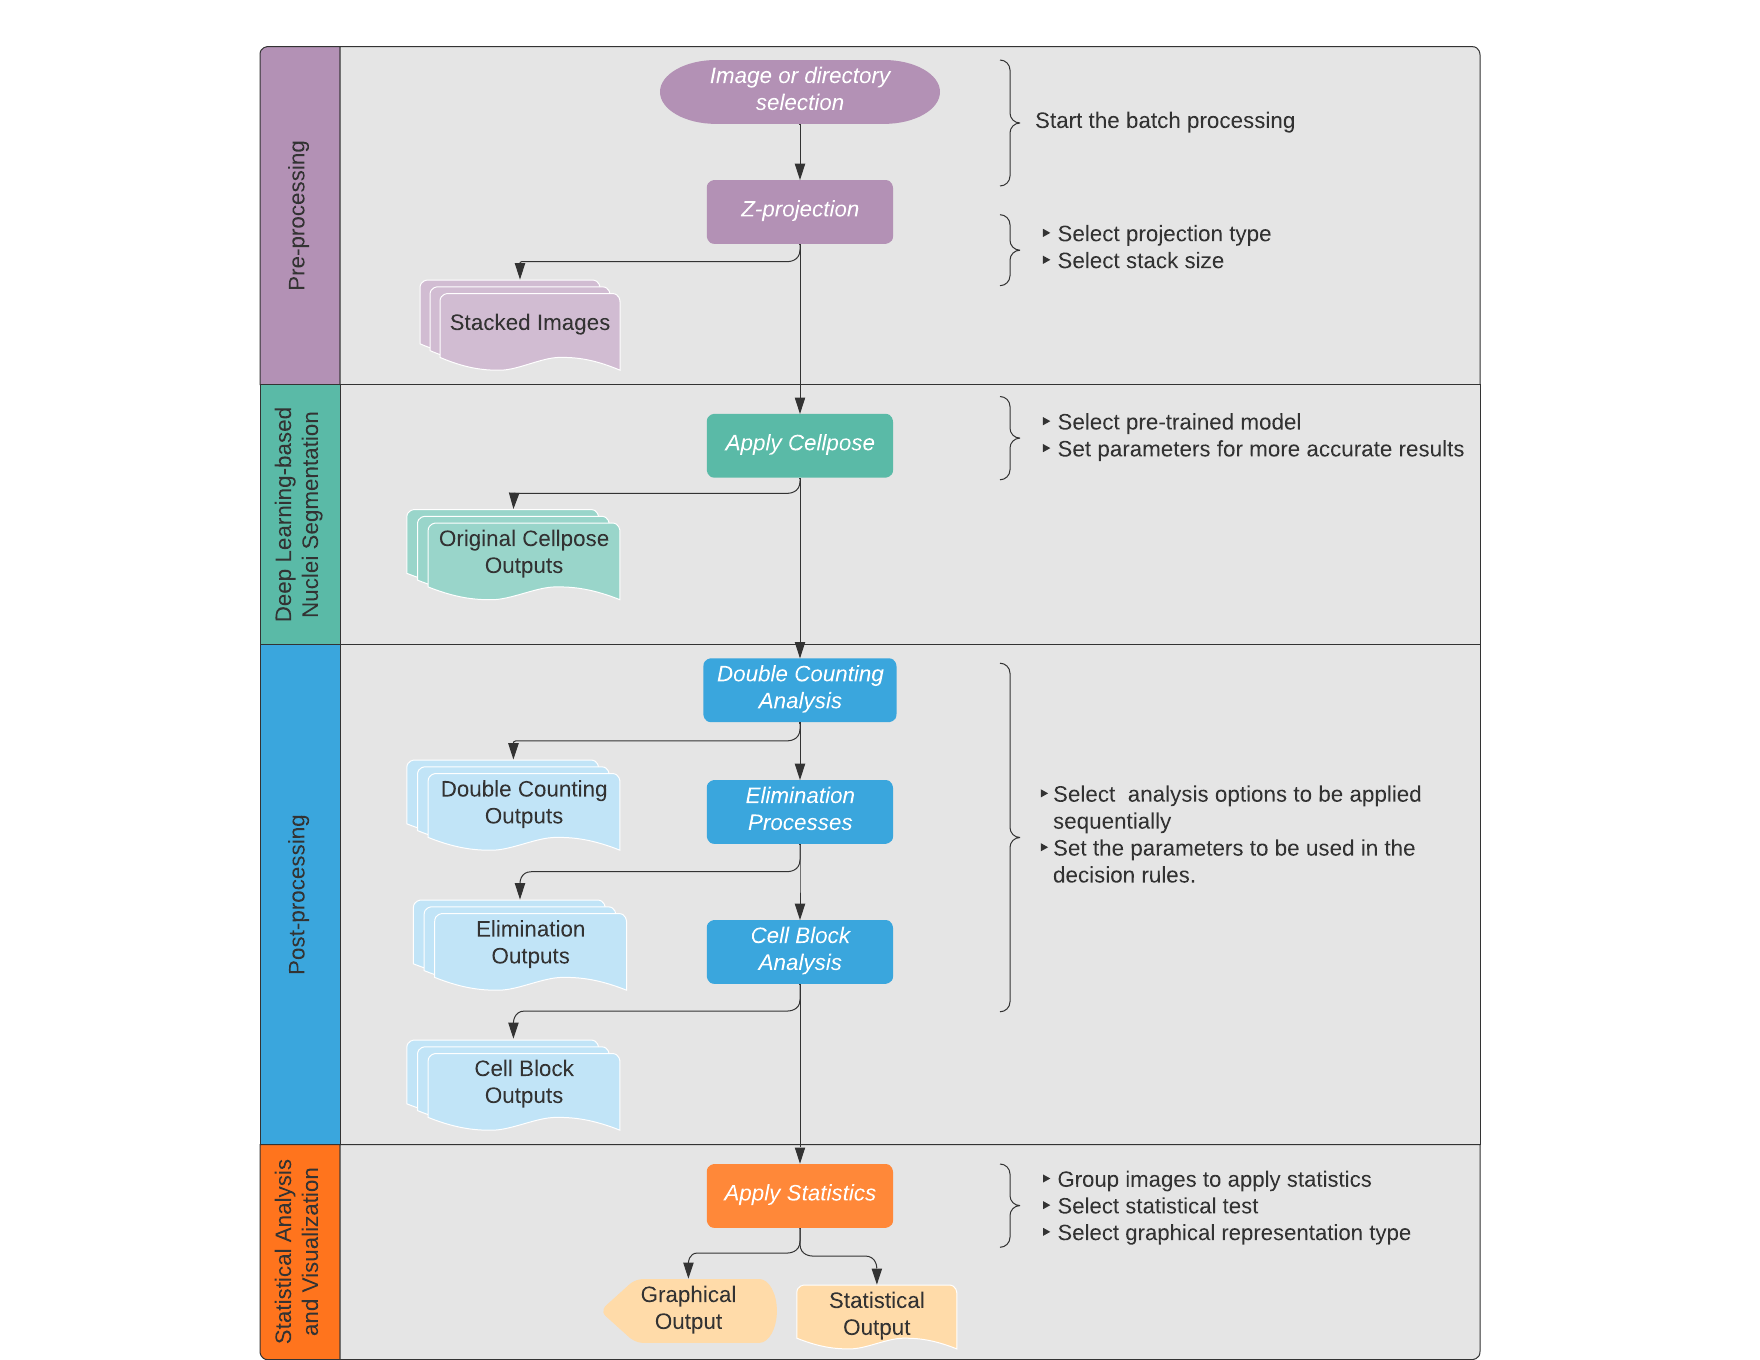 Pre-processing
Image or directory
selection
Start the batch processing
Z-projection
‣ Select projection type
‣ Select stack size
Stacked Images
Deep Learning-based
Nuclei Segmentation
Apply Cellpose
‣ Select pre-trained model
‣ Set parameters for more accurate results
Original Cellpose
Outputs
Post-processing
Double Counting
Analysis
Double Counting
Outputs
Elimination
Processes
‣ Select  analysis options to be applied
sequentially
‣ Set the parameters to be used in the
decision rules.
Elimination
Outputs
Cell Block
Analysis
Cell Block
Outputs
Statistical Analysis
and Visualization
Apply Statistics
‣ Group images to apply statistics
‣ Select statistical test
‣ Select graphical representation type
Graphical
Output
Statistical
Output